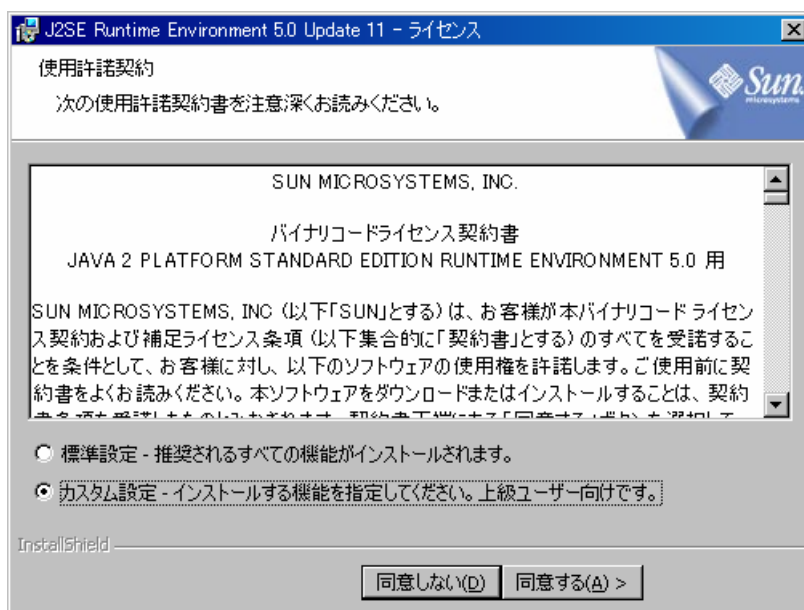 J2SE Runtime Environment 5.0 Update 11 - ライセンス
使用許諾契約
次の使用許諾契約書を注意深くお読みください。
Sun
microsystems
SUN MICROSYSTEMS, INC.
バイナリコードライセンス契約書
JAVA 2 PLATFORM STANDARD EDITION RUNTIME ENVIRONMENT 5.0 用
SUN MICROSYSTEMS, INC (以下「SUN」とする) は、お客様が本バイナリコード ライセン
ス契約および補足ライセンス条項 (以下集合的に「契約書」とする) のすべてを受諾するこ
とを条件として、お客様に対し、以下のソフトウェアの使用権を許諾します。ご使用前に契
約書をよくお読みください。本ソフトウェアをダウンロードまたはインストールすることは、契約
標準設定 - 推奨されるすべての機能がインストールされます。
カスタム設定 - インストールする機能を指定してください。上級ユーザー向けです。
InstallShield
同意しない(D)
同意する(A) >